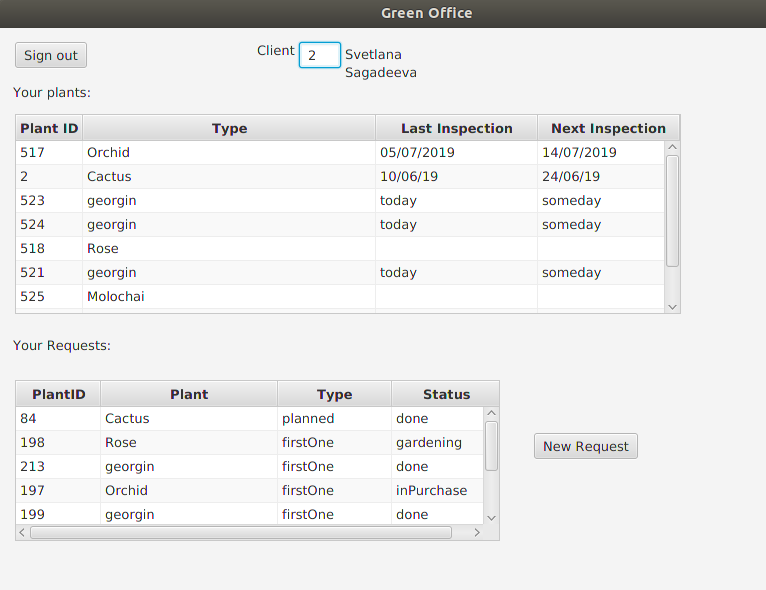 Green Office
Sign out
Client 2 Svetlana
Sagadeeva
Your plants:
Plant ID Type Last Inspection Next Inspection
517 Orchid 05/07/2019 14/07/2019
2 Cactus 10/06/19 24/06/19
523 georgin today someday
524 georgin today someday
518 Rose
521 georgin today someday
525 Molochai
Your Requests:
PlantID Plant Type Status
84 Cactus planned done
198 Rose firstOne gardening
213 georgin firstOne done
197 Orchid firstOne inPurchase
199 georgin firstOne done
New Request